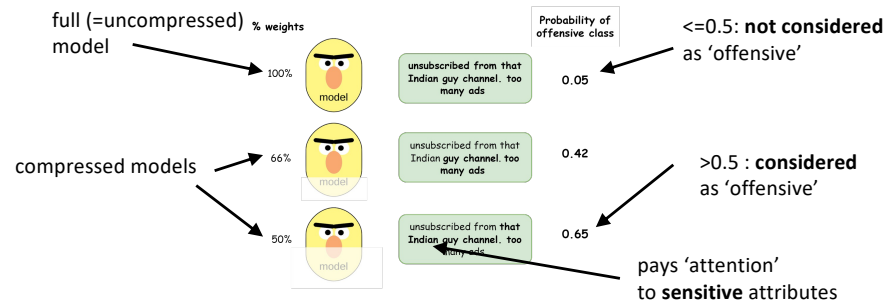 full (=uncompressed)
model
% weights
Probability of
offensive class
<=0.5: not considered
as ‘offensive’
100%
model
unsubscribed from that
Indian guy channel. too
many ads
0.05
compressed models
66%
model
unsubscribed from that
Indian guy channel. too
many ads
0.42
>0.5 : considered
as ‘offensive’
50%
model
unsubscribed from that
Indian guy channel. too
many ads
0.65
pays ‘attention’
to sensitive attributes